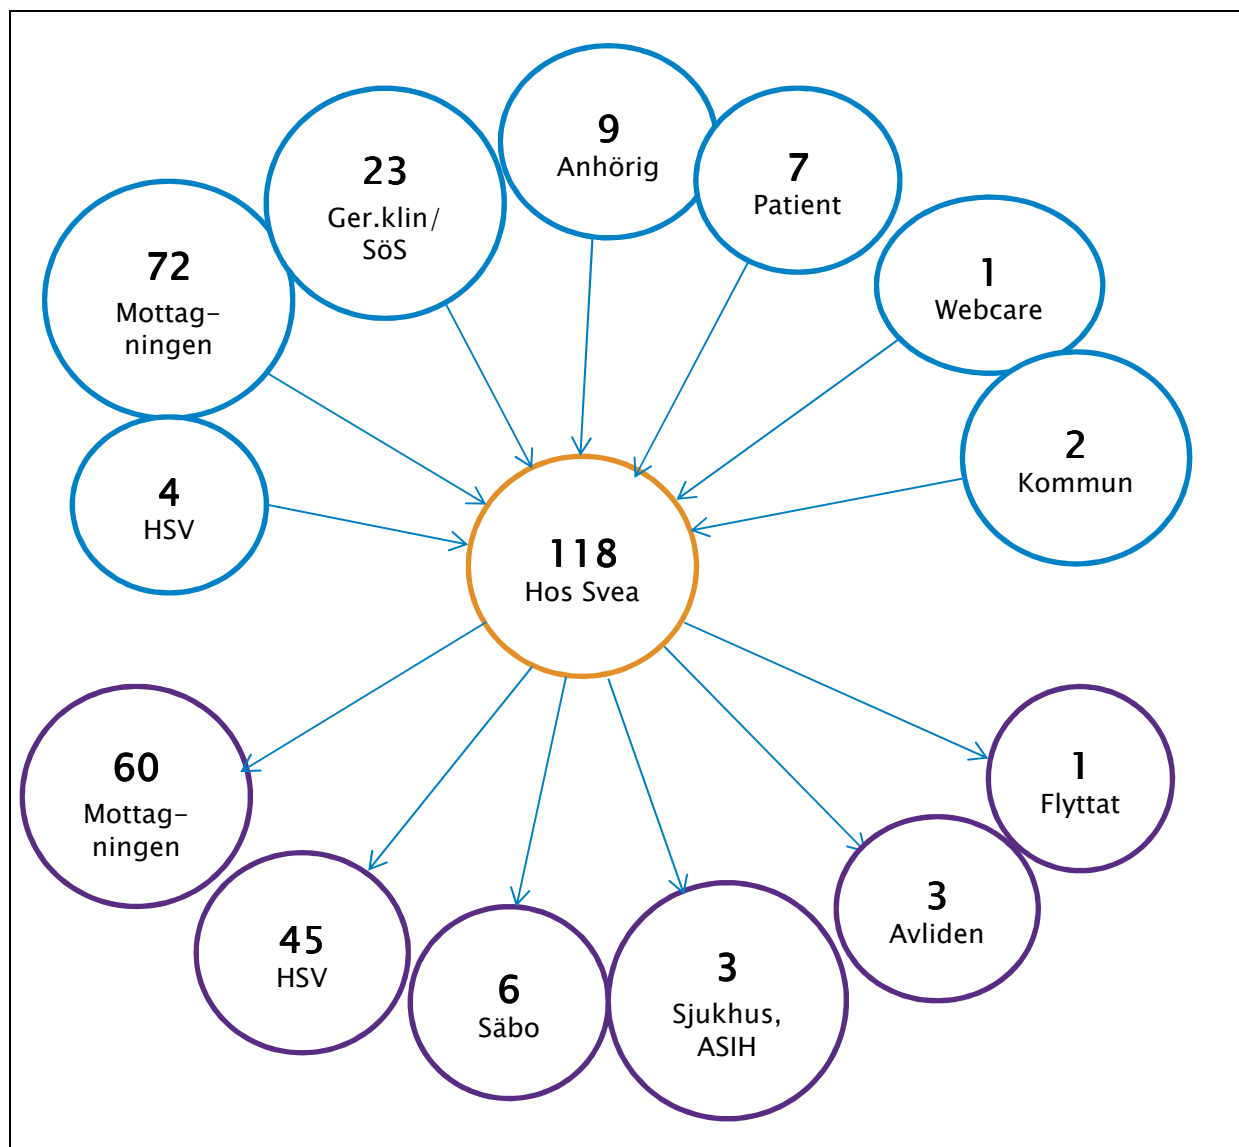 9
Anhörig
7
Patient
23
Ger.klin/
SöS
72
Mottag-
ningen
1
Webcare
2
Kommun
4
HSV
118
Hos Svea
60
Mottag-
ningen
45
HSV
6
Säbo
3
Sjukhus,
ASIH
3
Avliden
1
Flyttat